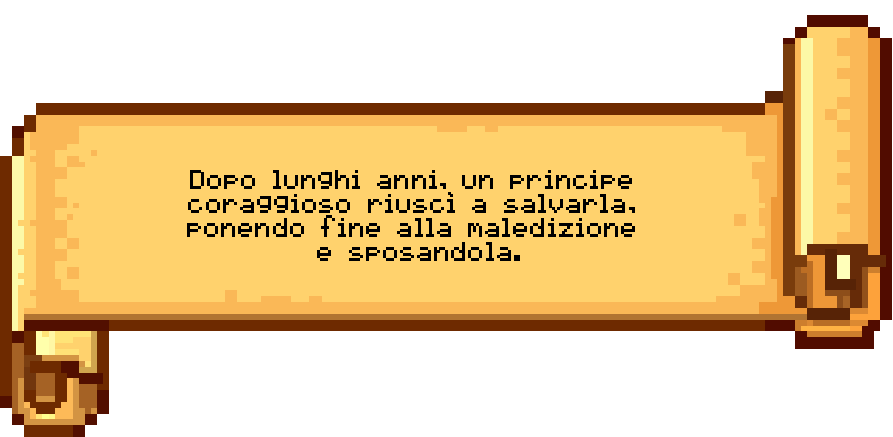 Dopo lunghi anni, un principe
coraggioso riuscì a salvarla,
ponendo fine alla maledizione
e sposandola.